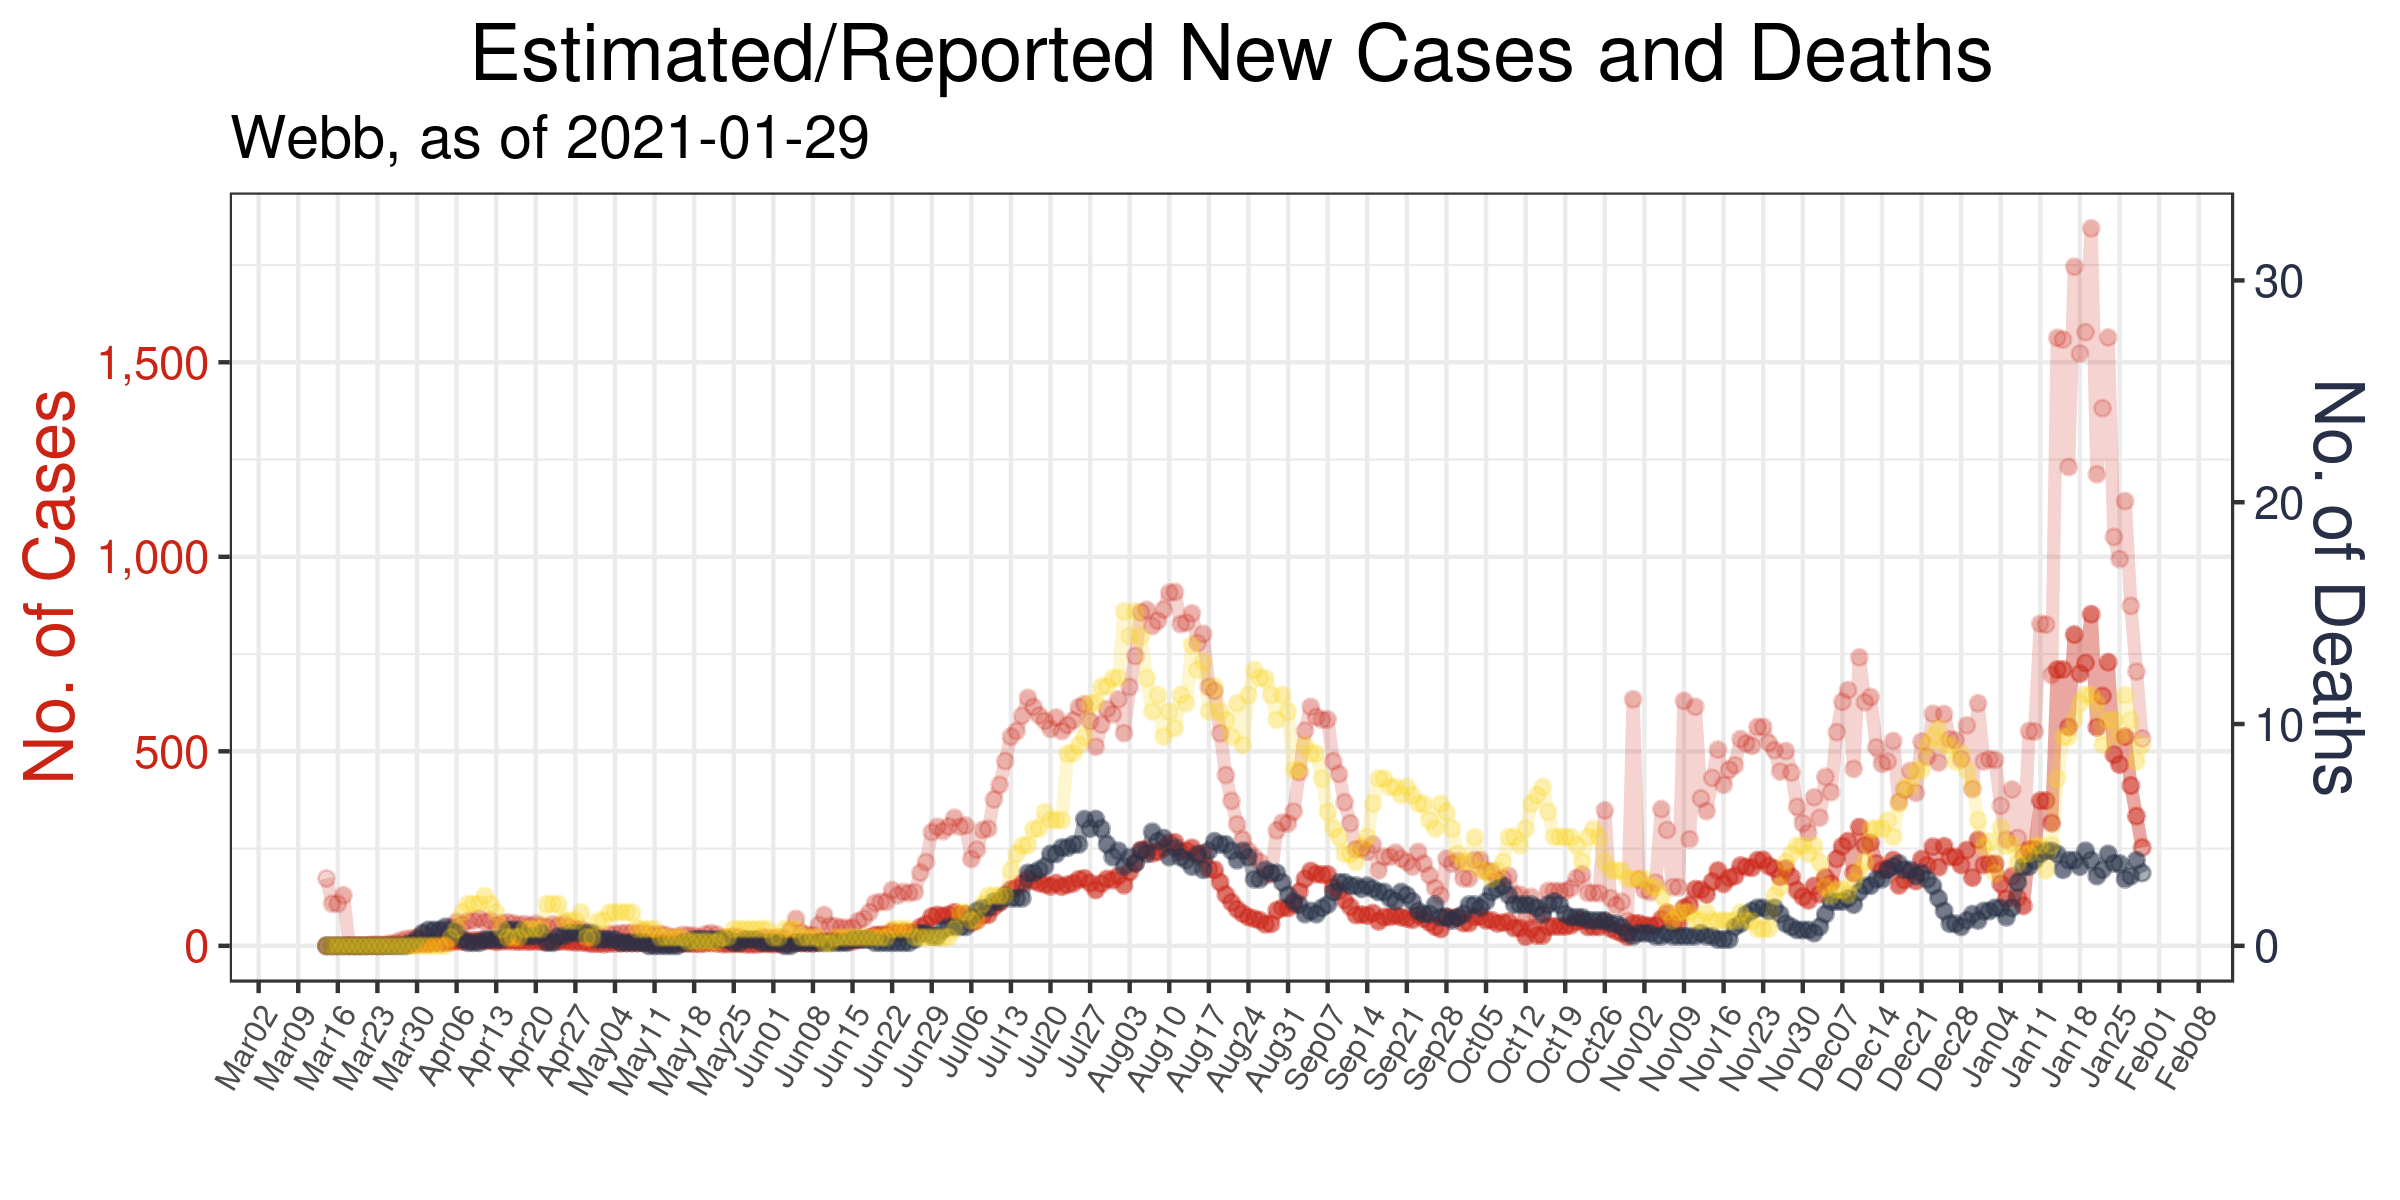 Estimated/Reported New Cases and Deaths
Webb, as of 2021-01-29
No. of Cases
1,500
1,000
500
0
No. of Deaths
30
20
10
0
Mar02
Mar09
Mar16
Mar23
Mar30
Apr06
Apr13
Apr20
Apr27
May04
May11
May18
May25
Jun01
Jun08
Jun15
Jun22
Jun29
Jul06
Jul13
Jul20
Jul27
Aug03
Aug10
Aug17
Aug24
Aug31
Sep07
Sep14
Sep21
Sep28
Oct05
Oct12
Oct19
Oct26
Nov02
Nov09
Nov16
Nov23
Nov30
Dec07
Dec14
Dec21
Dec28
Jan04
Jan11
Jan18
Jan25
Feb01
Feb08